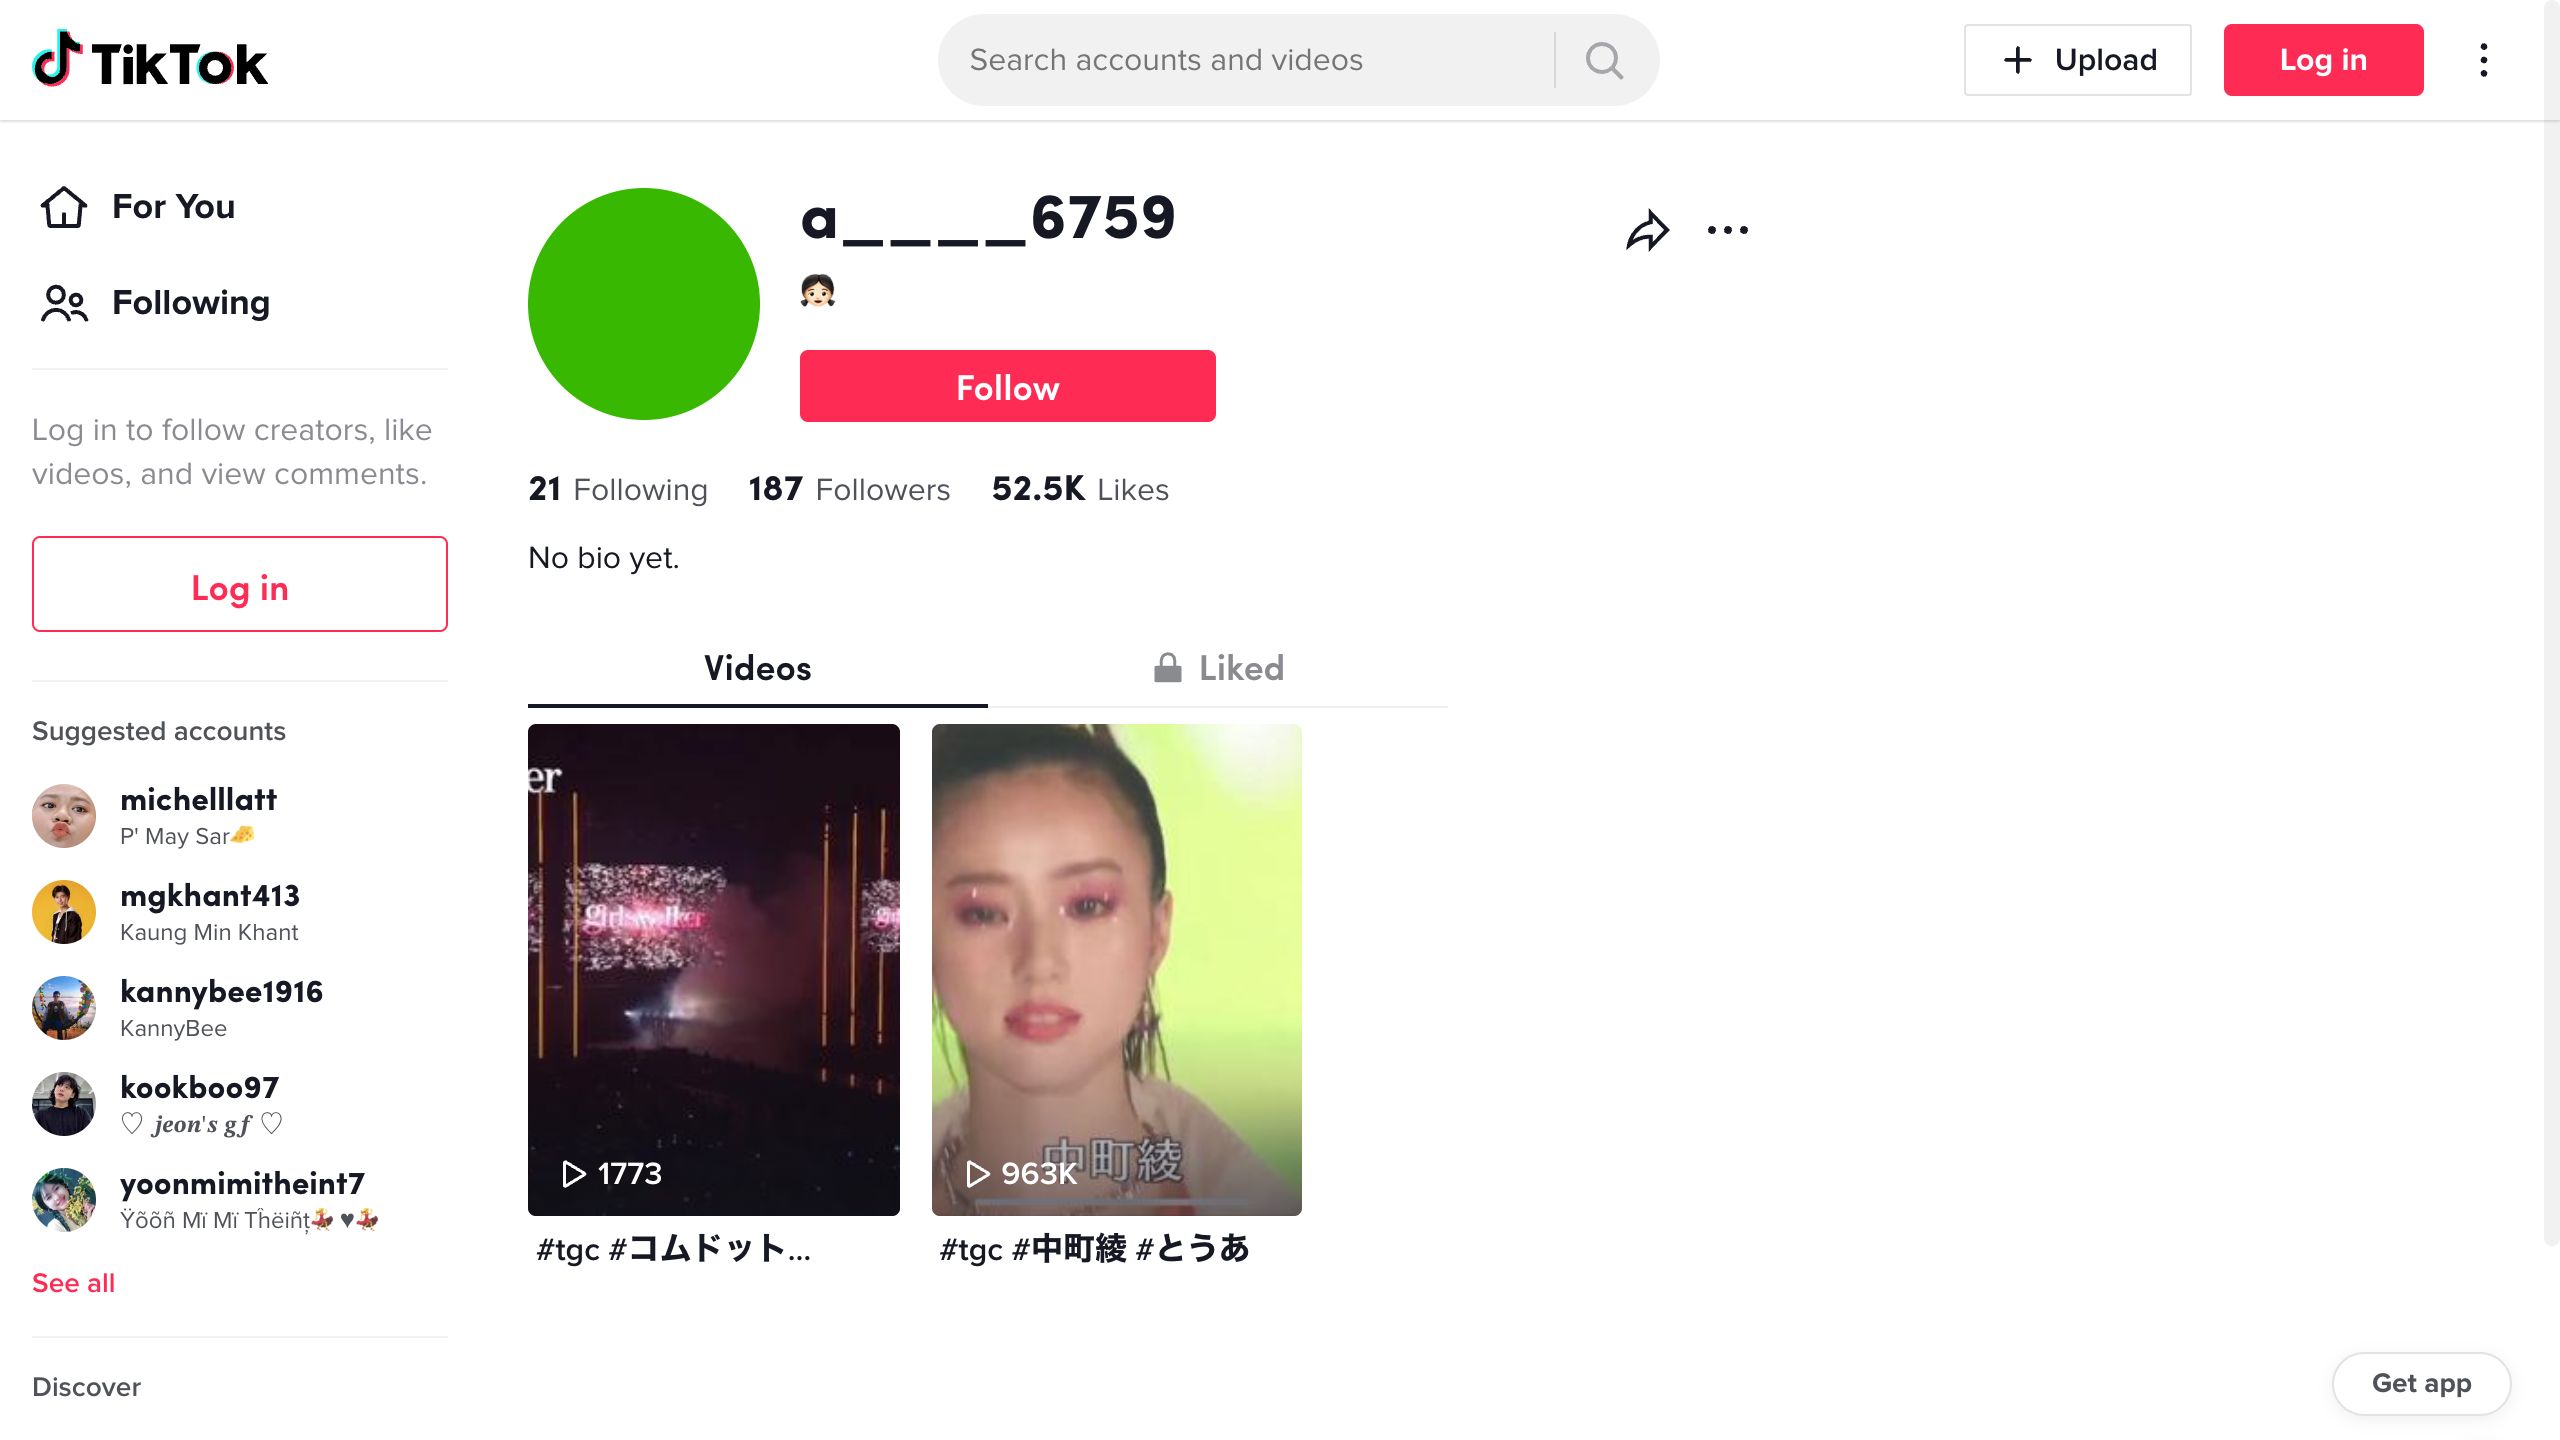 TikTok
Search accounts and videos
Upload
Log in
For You
Following
Log in to follow creators, like
videos, and view comments.
Log in
Suggested accounts
michelllatt
P' May Sar🧀
mgkhant413
Kaung Min Khant
kannybee1916
KannyBee
kookboo97
♡ 𝒋𝒆𝒐𝒏'𝒔 𝒈𝒇 ♡
yoonmimitheint7
Ÿõõñ Mï Mï Tĥëiñţ💃 ♥💃
See all
Discover
a____6759
👧🏻
Follow
21 Following 187 Followers 52.5K Likes
No bio yet.
Videos
Liked
er
girlswalker
1773
#tgc #コムドット...
中町綾
963K
#tgc #中町綾 #とうあ
Get app